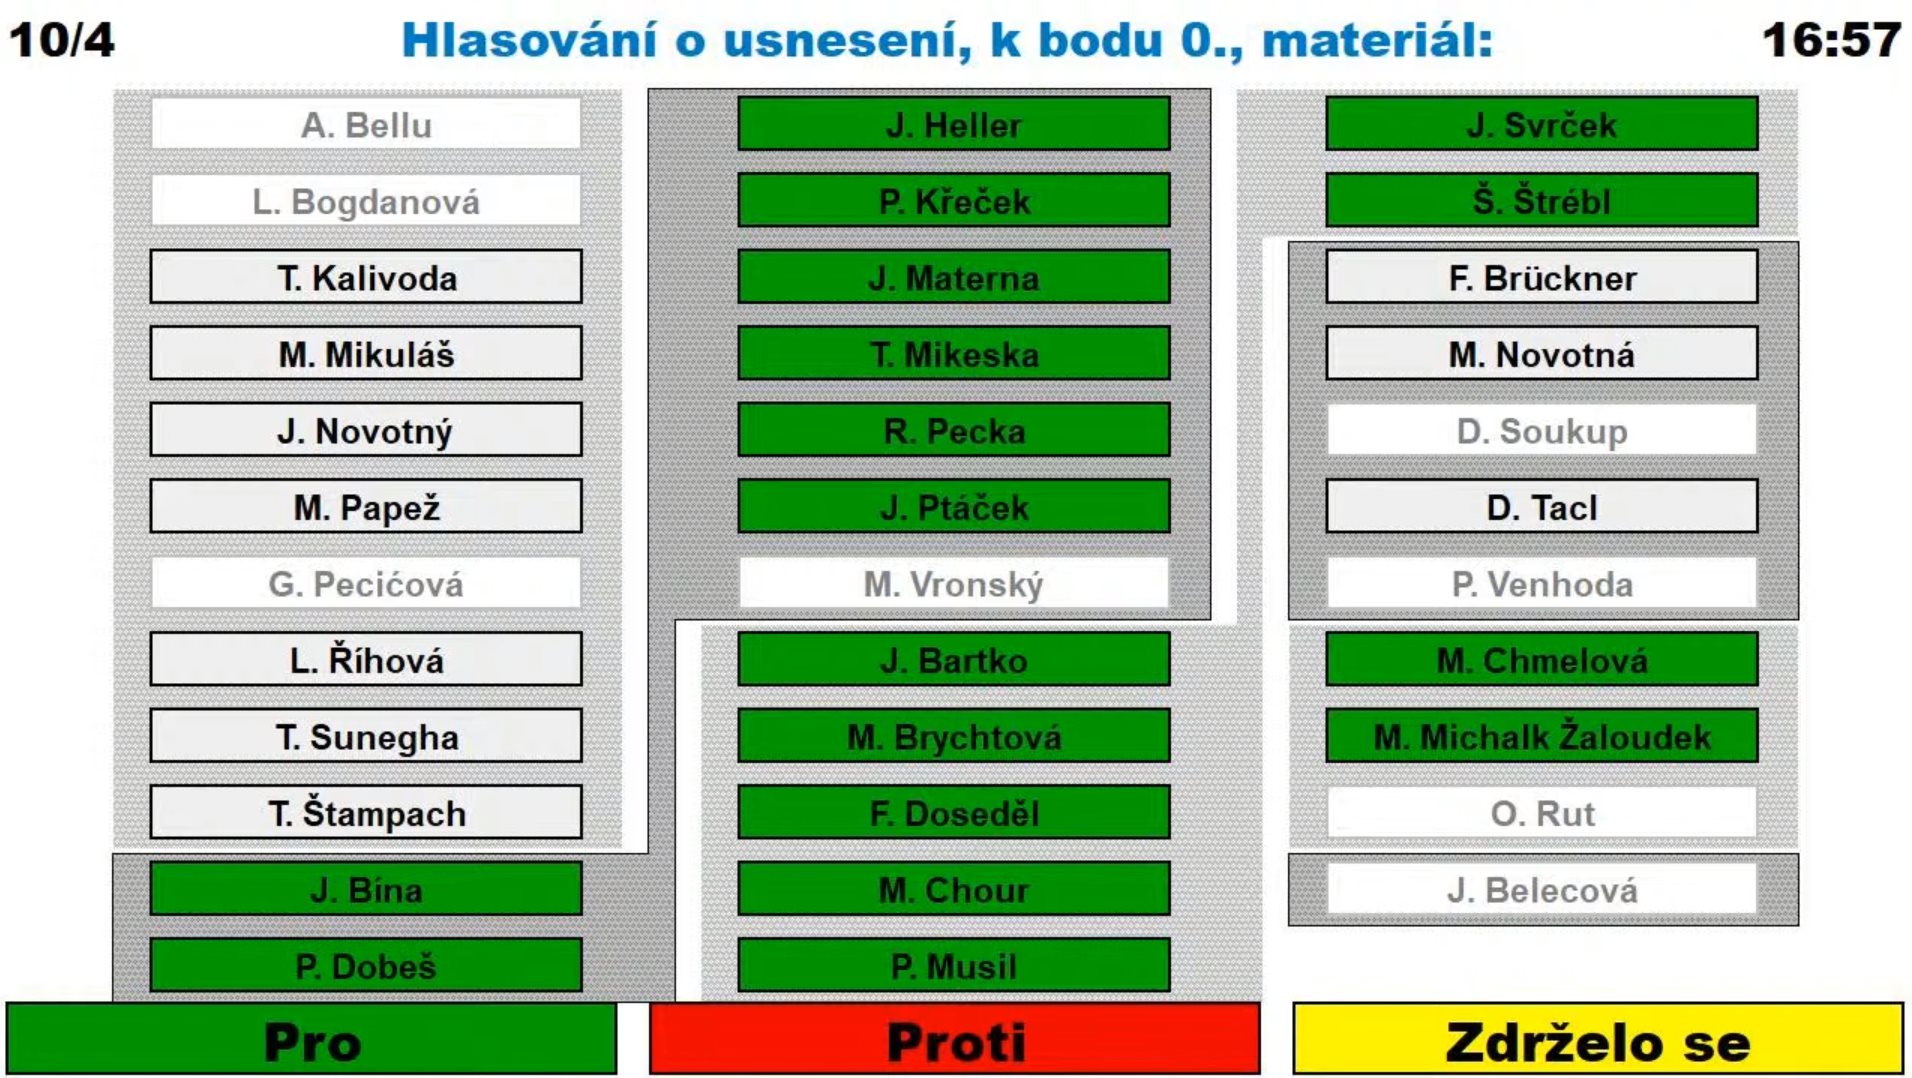 10/4
Hlasování o usnesení, k bodu 0., materiál:
16:57
A. Bellu
L. Bogdanová
T. Kalivoda
M. Mikuláš
J. Novotný
M. Papež
G. Pecićová
L. Říhová
T. Sunegha
T. Štampach
J. Bína
P. Dobeš
J. Heller
P. Křeček
J. Materna
T. Mikeska
R. Pecka
J. Ptáček
M. Vronský
J. Bartko
M. Brychtová
F. Doseděl
M. Chour
P. Musil
J. Svrček
Š. Štrébl
F. Brückner
M. Novotná
D. Soukup
D. Tacl
P. Venhoda
M. Chmelová
M. Michalk Žaloudek
O. Rut
J. Belecová
Pro
Proti
Zdrželo se